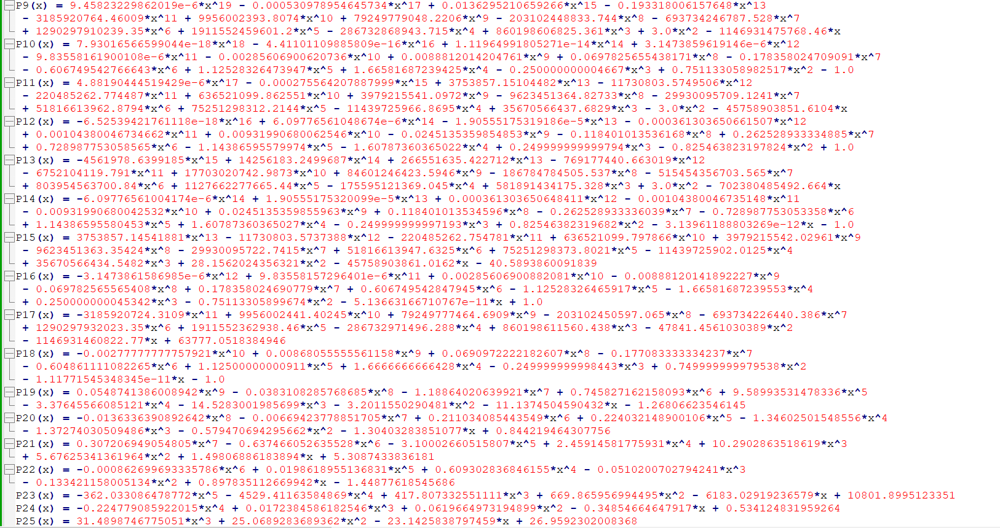 P9(x) = 9.45823229862019e-6*x^19 - 0.000530978954645734*x^17 + 0.0136295210659266*x^15 - 0.193318006157648*x^13
- 3185920764.46009*x^11 + 9956002393.8074*x^10 + 79249779048.2206*x^9 - 203102448833.744*x^8 - 693734246787.528*x^7
+ 1290297910239.35*x^6 + 1911552459601.2*x^5 - 286732868943.715*x^4 + 860198606825.361*x^3 + 3.0*x^2 - 1146931475768.46*x
P10(x) = 7.93016566599044e-18*x^18 - 4.41101109885809e-16*x^16 + 1.11964991805271e-14*x^14 + 3.1473859619146e-6*x^12
- 9.83558161900108e-6*x^11 - 0.00285606900620736*x^10 + 0.0088812014204761*x^9 + 0.0697825655438171*x^8 - 0.178358024709091*x^7
- 0.606749542766643*x^6 + 1.12528326473947*x^5 + 1.66581687239425*x^4 - 0.250000000004667*x^3 + 0.751133058982517*x^2 - 1.0
P11(x) = 4.88190444519429e-6*x^17 - 0.000275564207887999*x^15 + 3753857.15104482*x^13 - 11730803.5749506*x^12
- 220485262.774487*x^11 + 636521099.862551*x^10 + 3979215541.0972*x^9 - 9623451364.82733*x^8 - 29930095709.1241*x^7
+ 51816613962.8794*x^6 + 75251298312.2144*x^5 - 11439725966.8695*x^4 + 35670566437.6829*x^3 - 3.0*x^2 - 45758903851.6104*x
P12(x) = -6.52539421761118e-18*x^16 + 6.09776561048674e-6*x^14 - 1.90555175319186e-5*x^13 - 0.000361303650661507*x^12
+ 0.00104380046734662*x^11 + 0.00931990680062546*x^10 - 0.0245135359854853*x^9 - 0.118401013536168*x^8 + 0.262528933334885*x^7
+ 0.728987753058565*x^6 - 1.14386595579974*x^5 - 1.60787360365022*x^4 + 0.249999999999794*x^3 - 0.825463823197824*x^2 + 1.0
P13(x) = -4561978.6399185*x^15 + 14256183.2499687*x^14 + 266551635.422712*x^13 - 769177440.663019*x^12
- 6752104119.791*x^11 + 17703020742.9873*x^10 + 84601246423.5946*x^9 - 186784784505.537*x^8 - 515454356703.565*x^7
+ 803954563700.84*x^6 + 1127662277665.44*x^5 - 175595121369.045*x^4 + 581891434175.328*x^3 + 3.0*x^2 - 702380485492.664*x
P14(x) = -6.09776561004174e-6*x^14 + 1.90555175320099e-5*x^13 + 0.000361303650648411*x^12 - 0.00104380046735148*x^11
- 0.00931990680042532*x^10 + 0.0245135359855963*x^9 + 0.118401013534596*x^8 - 0.262528933336039*x^7 - 0.728987753053358*x^6
+ 1.14386595580453*x^5 + 1.60787360365027*x^4 - 0.249999999997193*x^3 + 0.82546382319682*x^2 - 3.13961188803269e-12*x - 1.0
P15(x) = 3753857.14541881*x^13 - 11730803.5737388*x^12 - 220485262.754781*x^11 + 636521099.797866*x^10 + 3979215542.02961*x^9
- 9623451363.35424*x^8 - 29930095722.7415*x^7 + 51816613947.6325*x^6 + 75251298373.8021*x^5 - 11439725902.0125*x^4
+ 35670566434.5482*x^3 + 28.1562024356321*x^2 - 45758903861.0162*x - 40.5893860091839
P16(x) = -3.1473861586985e-6*x^12 + 9.83558157296401e-6*x^11 + 0.00285606900882081*x^10 - 0.00888120141892227*x^9
- 0.069782565565408*x^8 + 0.178358024690779*x^7 + 0.606749542847945*x^6 - 1.12528326465917*x^5 - 1.66581687239553*x^4
+ 0.250000000045342*x^3 - 0.75113305899674*x^2 - 5.13663166710767e-11*x + 1.0
P17(x) = -3185920724.3109*x^11 + 9956002441.40245*x^10 + 79249777464.6909*x^9 - 203102450597.065*x^8 - 693734226440.386*x^7
+ 1290297932023.35*x^6 + 1911552362938.46*x^5 - 286732971496.288*x^4 + 860198611560.438*x^3 - 47841.4561030389*x^2
- 1146931460822.77*x + 63777.0518384946
P18(x) = -0.00277777777757921*x^10 + 0.00868055555561158*x^9 + 0.0690972222182607*x^8 - 0.177083333334237*x^7
- 0.604861111082265*x^6 + 1.12500000000911*x^5 + 1.6666666666428*x^4 - 0.249999999998443*x^3 + 0.749999999979538*x^2
- 1.11771545348345e-11*x - 1.0
P19(x) = 0.0548741386008942*x^9 - 0.0383108285768685*x^8 - 1.18864020639921*x^7 + 0.745827162158093*x^6 + 9.58993531478336*x^5
- 3.37645566085121*x^4 - 14.5283001985699*x^3 - 3.2011550290481*x^2 - 11.1374504590432*x - 1.26806623546145
P20(x) = -0.0136336390892642*x^8 - 0.00669423778851705*x^7 + 0.211034085443549*x^6 + 0.224032148900106*x^5 - 1.34602501548556*x^4
- 1.37274030509486*x^3 - 0.579470694295662*x^2 - 1.30403283851077*x + 0.844219464307756
P21(x) = 0.307206949054805*x^7 - 0.637466052635528*x^6 - 3.10002660515807*x^5 + 2.45914581775931*x^4 + 10.2902863518619*x^3
+ 5.67625341361964*x^2 + 1.49806886183894*x + 5.3087433836181
P22(x) = -0.000862699693335786*x^6 + 0.0198618955136831*x^5 + 0.609302836846155*x^4 - 0.0510200702794241*x^3
- 0.133421158005134*x^2 + 0.897835112669942*x - 1.44877618545686
P23(x) = -362.033086478772*x^5 - 4529.41163584869*x^4 + 417.807332551111*x^3 + 669.865956994495*x^2 - 6183.02919236579*x + 10801.8995123351
P24(x) = -0.224779085922015*x^4 + 0.0172384586182546*x^3 + 0.0619664973194899*x^2 - 0.34854664647917*x + 0.534124831959264
P25(x) = 31.4898746775051*x^3 + 25.0689283689362*x^2 - 23.1425838797459*x + 26.9592302008368